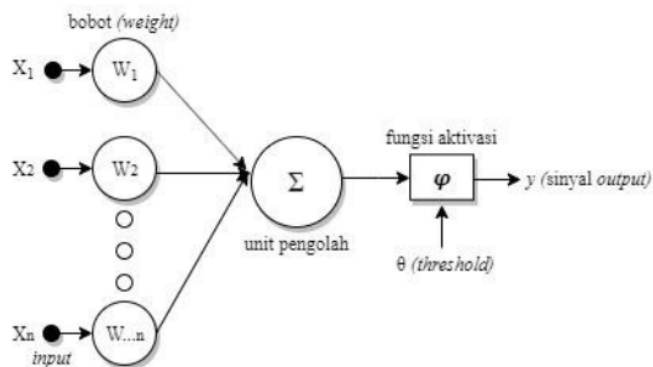 bobot (weight)
X1
W1
X2
W2
Σ
unit pengolah
fungsi aktivasi
φ
y (sinyal output)
θ (threshold)
Xn
W...n
input